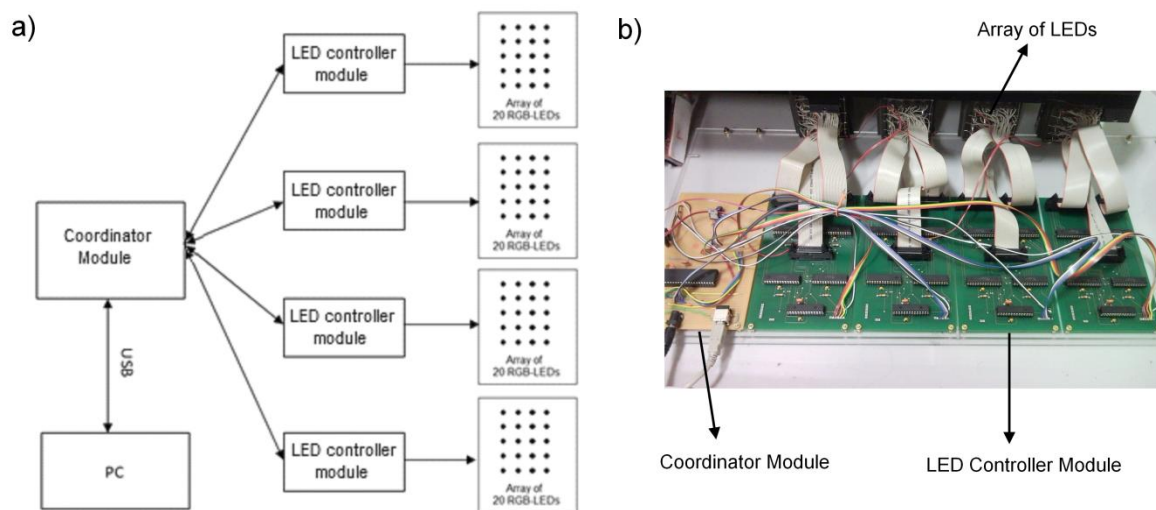 a)
LED controller
module
Array of
20 RGB-LEDs
LED controller
module
Array of
20 RGB-LEDs
Coordinator
Module
LED controller
module
Array of
20 RGB-LEDs
USB
PC
LED controller
module
Array of
20 RGB-LEDs
b)
Array of LEDs
Coordinator Module
LED Controller Module